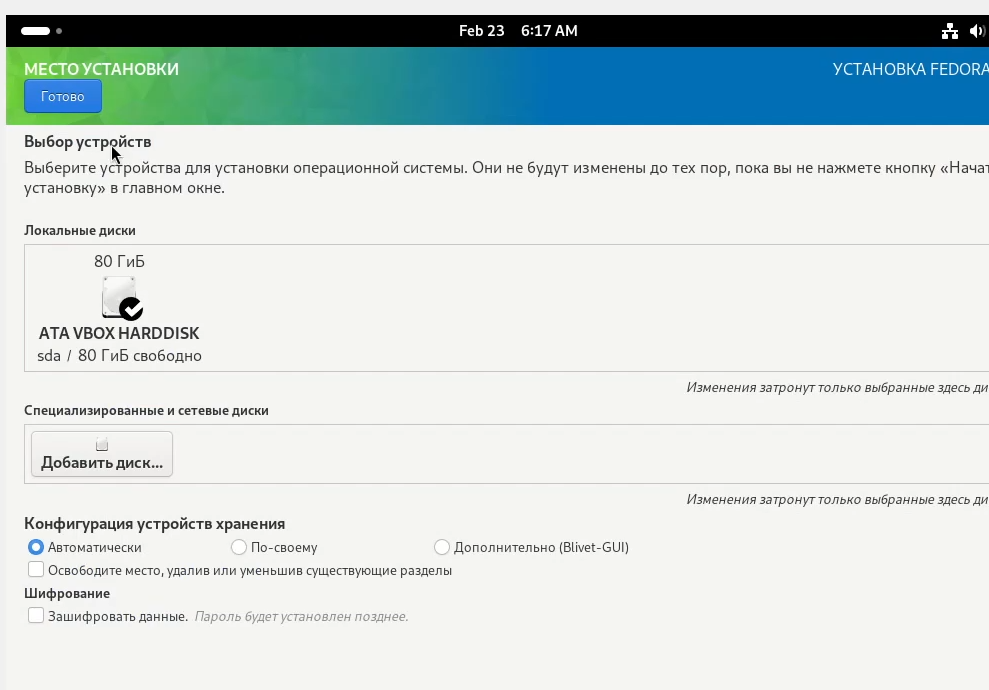 Feb 23 6:17 AM
МЕСТО УСТАНОВКИ
УСТАНОВКА FEDORA
Готово
Выбор устройств
Выберите устройства для установки операционной системы. Они не будут изменены до тех пор, пока вы не нажмете кнопку «Начат
установку» в главном окне.
Локальные диски
80 ГиБ
ATA VBOX HARDDISK
sda / 80 ГиБ свободно
Изменения затронут только выбранные здесь ди
Специализированные и сетевые диски
Добавить диск...
Изменения затронут только выбранные здесь ди
Конфигурация устройств хранения
Автоматически По-своему Дополнительно (Blivet-GUI)
Освободите место, удалив или уменьшив существующие разделы
Шифрование
Зашифровать данные. Пароль будет установлен позднее.